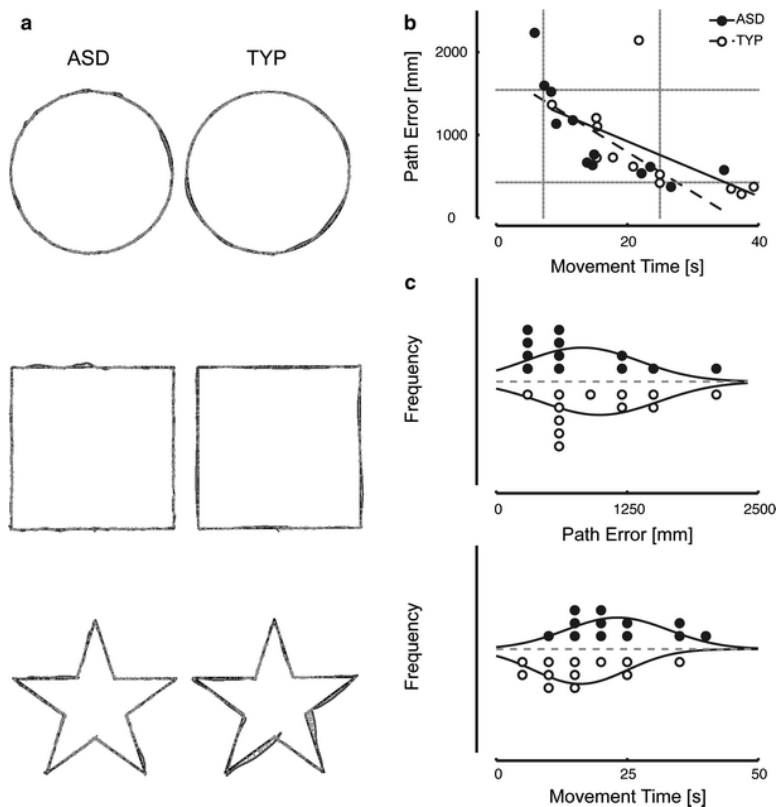 a
ASD TYP
b
ASD
TYP
Path Error [mm]
2000
1000
0
0 20 40
Movement Time [s]
c
Frequency
0 1250 2500
Path Error [mm]
Frequency
0 25 50
Movement Time [s]